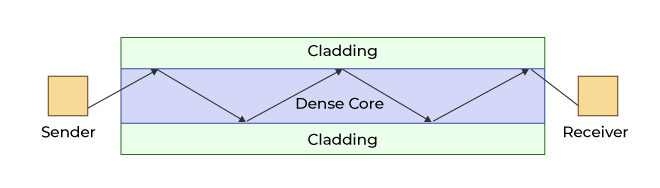 Cladding
Dense Core
Sender
Receiver
Cladding